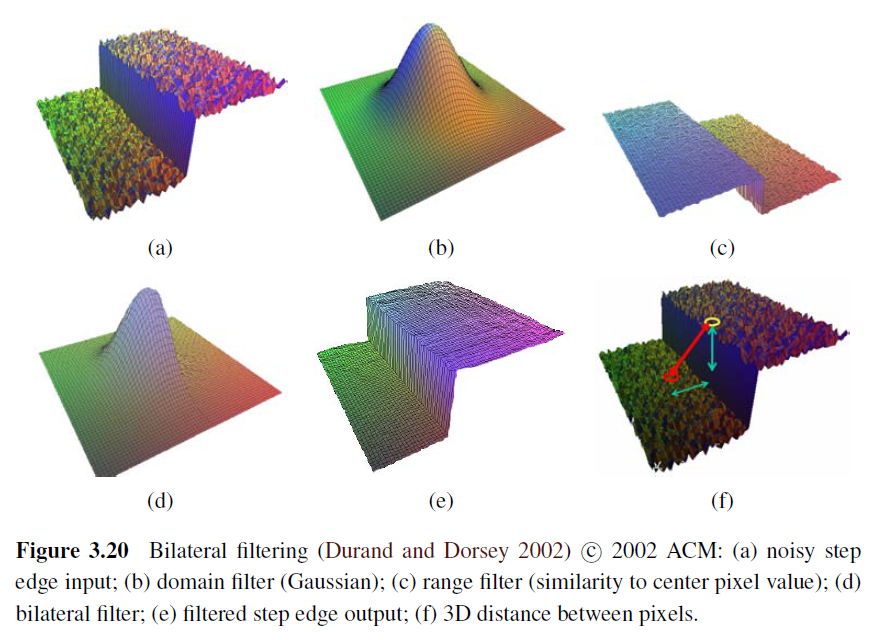 (a) (b) (c)
(d) (e) (f)
Figure 3.20 Bilateral filtering (Durand and Dorsey 2002) © 2002 ACM: (a) noisy step
edge input; (b) domain filter (Gaussian); (c) range filter (similarity to center pixel value); (d)
bilateral filter; (e) filtered step edge output; (f) 3D distance between pixels.